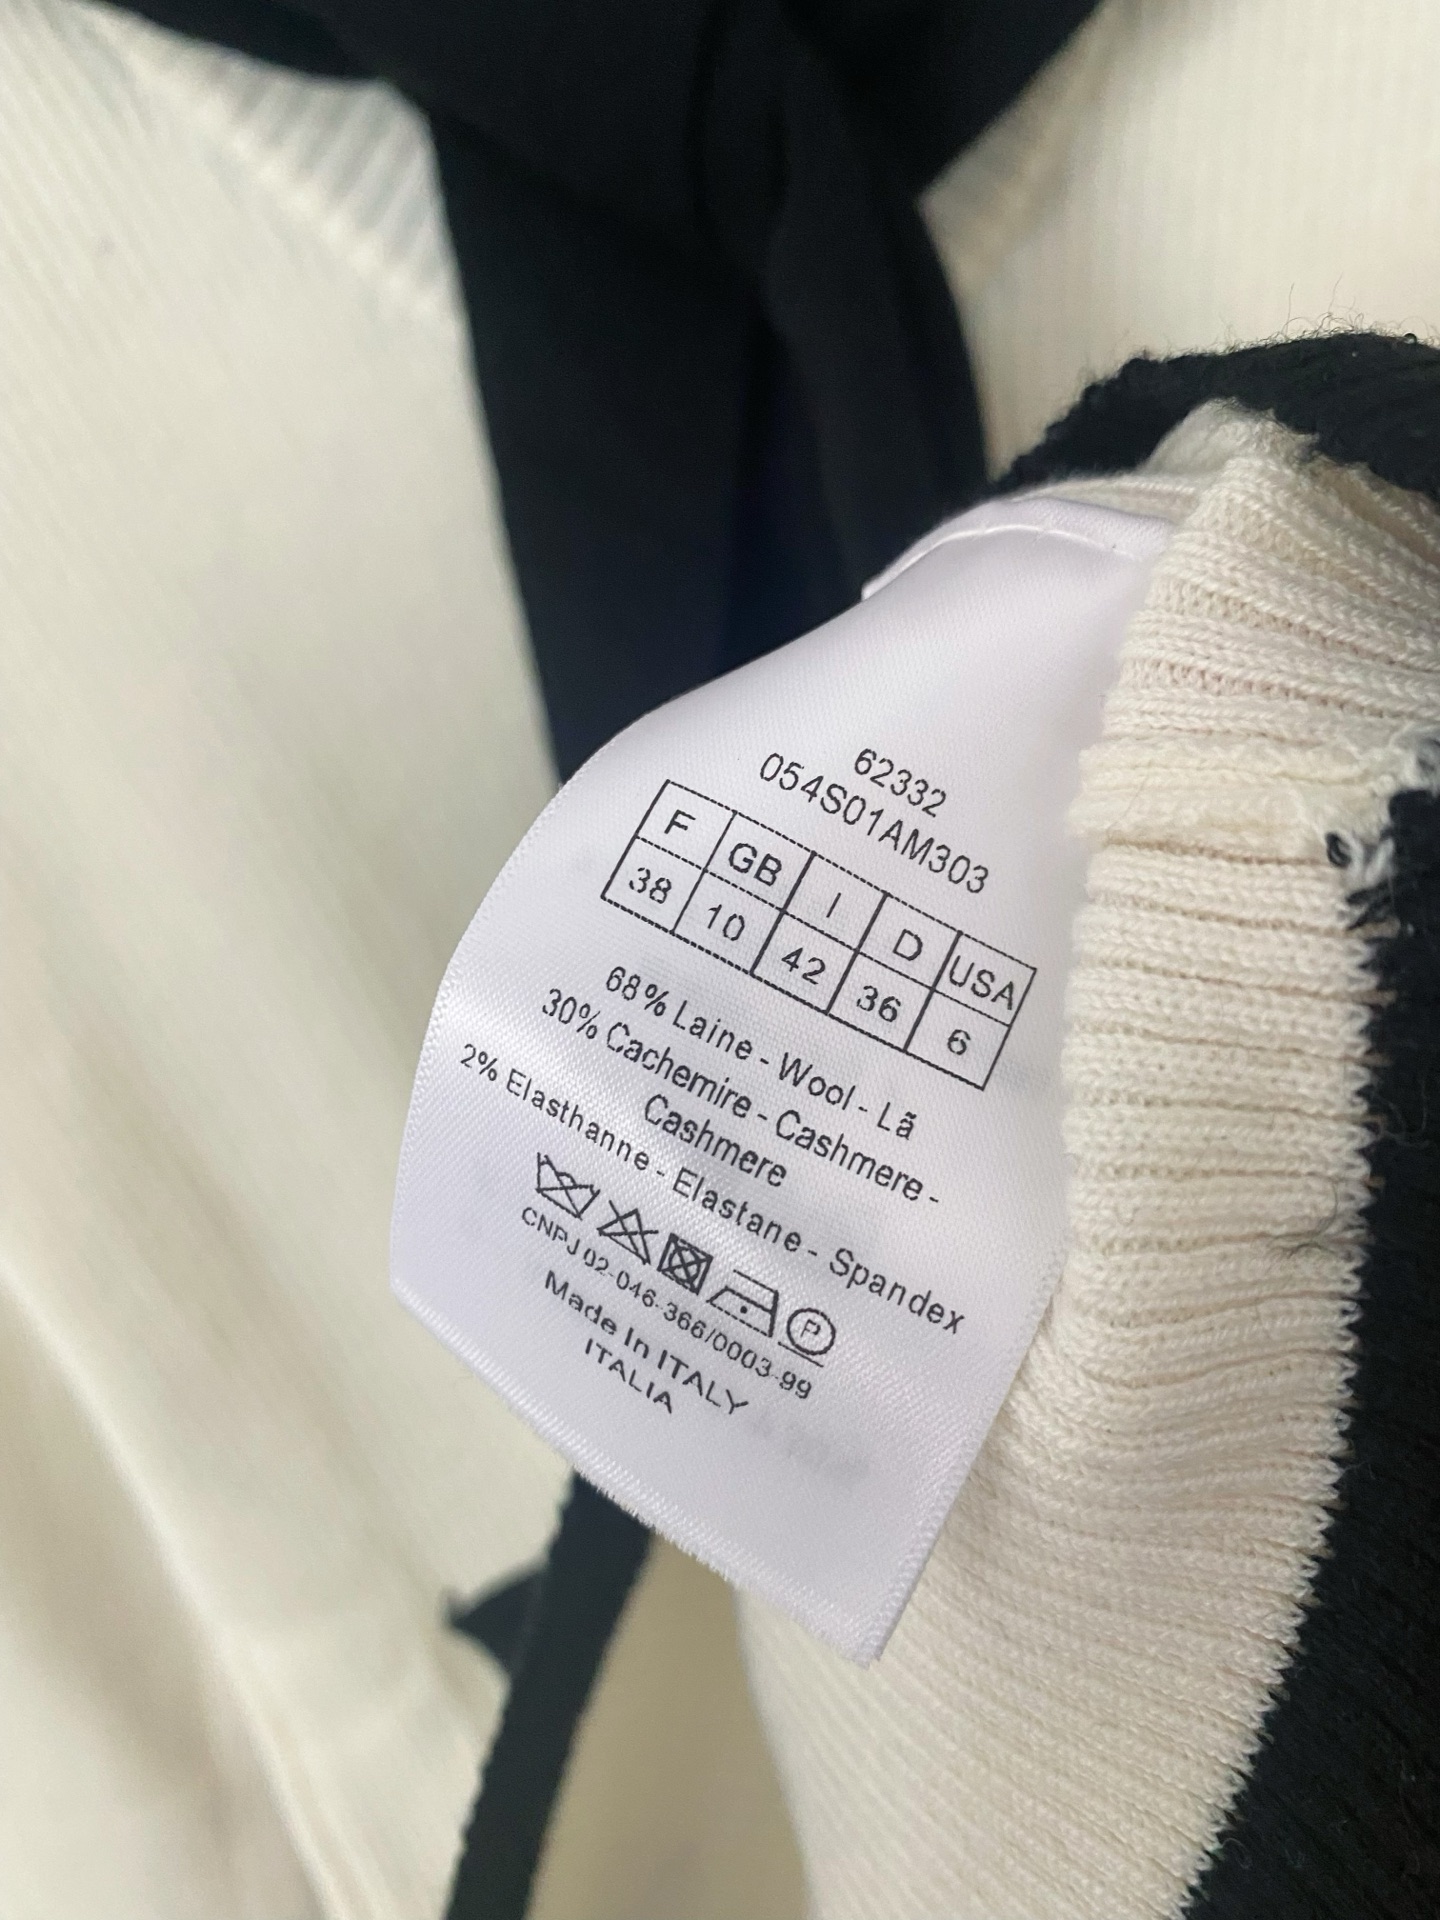 62332
054S01AM303
F GB I D USA
38 10 42 36 6
68% Laine - Wool - Lã
30% Cachemire - Cashmere -
Cashmere
2% Elasthanne - Elastane - Spandex
P
CNPJ 02-046-366/0003-99
Made In ITALY
ITALIA